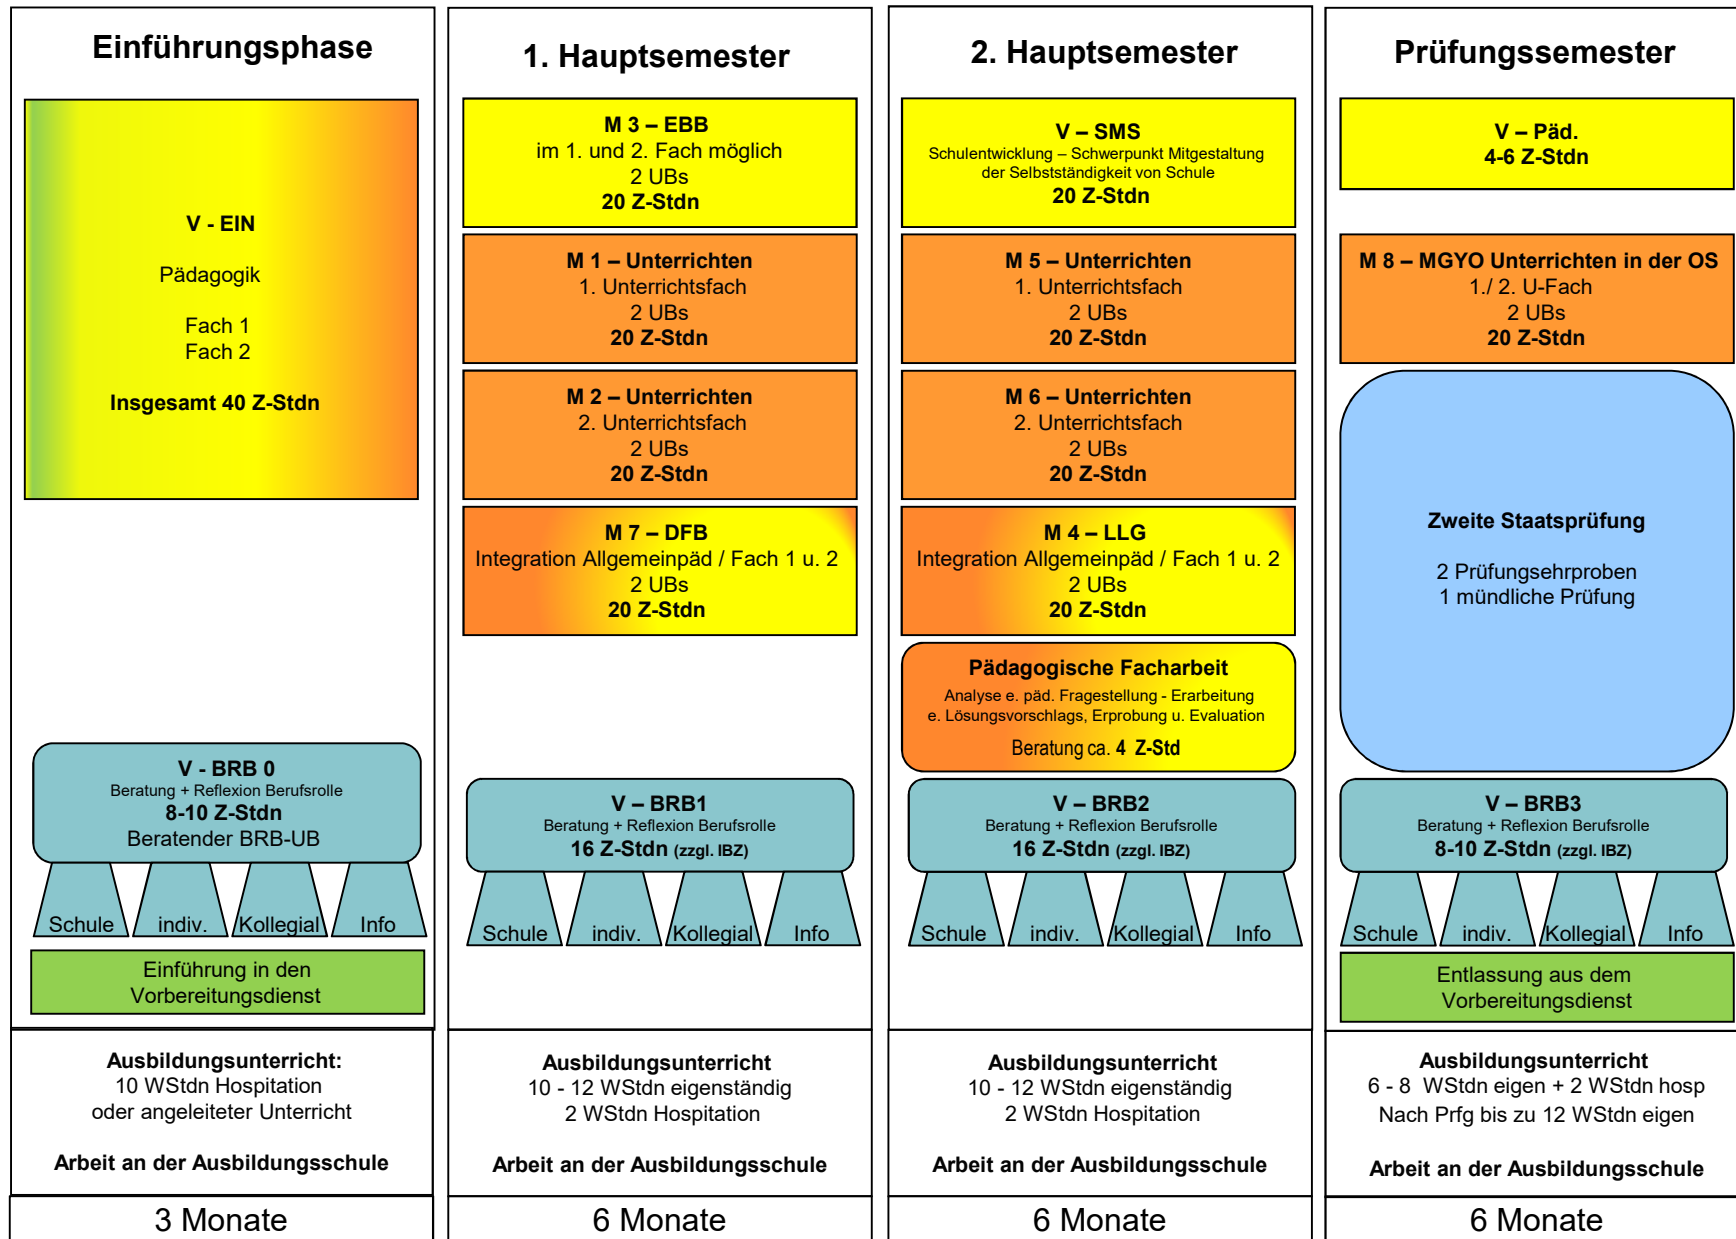 Einführungsphase
V - EIN
Pädagogik
Fach 1
Fach 2
Insgesamt 40 Z-Stdn
V - BRB 0
Beratung + Reflexion Berufsrolle
8-10 Z-Stdn
Beratender BRB-UB
Schule indiv. Kollegial Info
Einführung in den
Vorbereitungsdienst
Ausbildungsunterricht:
10 WStdn Hospitation
oder angeleiteter Unterricht
Arbeit an der Ausbildungsschule
3 Monate
1. Hauptsemester
M 3 – EBB
im 1. und 2. Fach möglich
2 UBs
20 Z-Stdn
M 1 – Unterrichten
1. Unterrichtsfach
2 UBs
20 Z-Stdn
M 2 – Unterrichten
2. Unterrichtsfach
2 UBs
20 Z-Stdn
M 7 – DFB
Integration Allgemeinpäd / Fach 1 u. 2
2 UBs
20 Z-Stdn
V – BRB1
Beratung + Reflexion Berufsrolle
16 Z-Stdn (zzgl. IBZ)
Schule indiv. Kollegial Info
Ausbildungsunterricht
10 - 12 WStdn eigenständig
2 WStdn Hospitation
Arbeit an der Ausbildungsschule
6 Monate
2. Hauptsemester
V – SMS
Schulentwicklung – Schwerpunkt Mitgestaltung
der Selbstständigkeit von Schule
20 Z-Stdn
M 5 – Unterrichten
1. Unterrichtsfach
2 UBs
20 Z-Stdn
M 6 – Unterrichten
2. Unterrichtsfach
2 UBs
20 Z-Stdn
M 4 – LLG
Integration Allgemeinpäd / Fach 1 u. 2
2 UBs
20 Z-Stdn
Pädagogische Facharbeit
Analyse e. päd. Fragestellung - Erarbeitung
e. Lösungsvorschlags, Erprobung u. Evaluation
Beratung ca. 4 Z-Std
V – BRB2
Beratung + Reflexion Berufsrolle
16 Z-Stdn (zzgl. IBZ)
Schule indiv. Kollegial Info
Ausbildungsunterricht
10 - 12 WStdn eigenständig
2 WStdn Hospitation
Arbeit an der Ausbildungsschule
6 Monate
Prüfungssemester
V – Päd.
4-6 Z-Stdn
M 8 – MGYO Unterrichten in der OS
1./ 2. U-Fach
2 UBs
20 Z-Stdn
Zweite Staatsprüfung
2 Prüfungsehrproben
1 mündliche Prüfung
V – BRB3
Beratung + Reflexion Berufsrolle
8-10 Z-Stdn (zzgl. IBZ)
Schule indiv. Kollegial Info
Entlassung aus dem
Vorbereitungsdienst
Ausbildungsunterricht
6 - 8 WStdn eigen + 2 WStdn hosp
Nach Prfg bis zu 12 WStdn eigen
Arbeit an der Ausbildungsschule
6 Monate